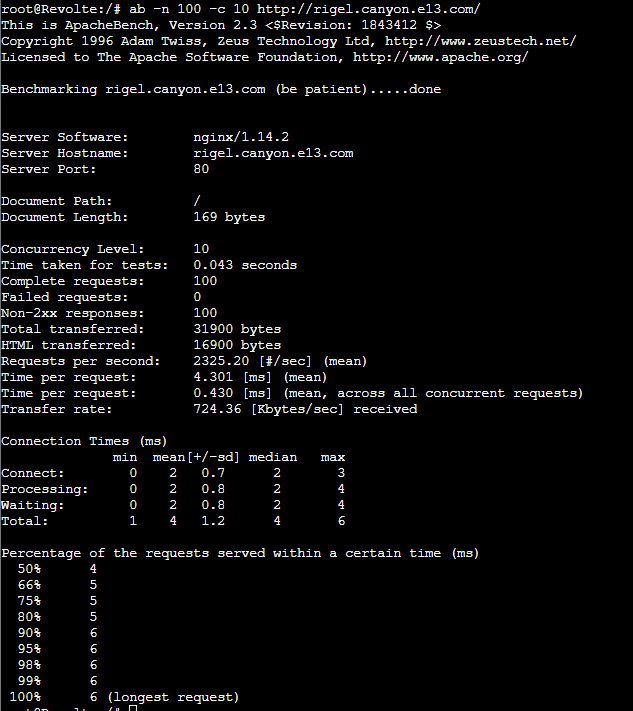 root@Revolte:/# ab -n 100 -c 10 http://rigel.canyon.e13.com/
This is ApacheBench, Version 2.3 <$Revision: 1843412 $>
Copyright 1996 Adam Twiss, Zeus Technology Ltd, http://www.zeustech.net/
Licensed to The Apache Software Foundation, http://www.apache.org/

Benchmarking rigel.canyon.e13.com (be patient).....done


Server Software:        nginx/1.14.2
Server Hostname:        rigel.canyon.e13.com
Server Port:            80

Document Path:          /
Document Length:        169 bytes

Concurrency Level:      10
Time taken for tests:   0.043 seconds
Complete requests:      100
Failed requests:        0
Non-2xx responses:      100
Total transferred:      31900 bytes
HTML transferred:       16900 bytes
Requests per second:    2325.20 [#/sec] (mean)
Time per request:       4.301 [ms] (mean)
Time per request:       0.430 [ms] (mean, across all concurrent requests)
Transfer rate:          724.36 [Kbytes/sec] received

Connection Times (ms)
              min  mean[+/-sd] median   max
Connect:        0    2   0.7      2       3
Processing:     0    2   0.8      2       4
Waiting:        0    2   0.8      2       4
Total:          1    4   1.2      4       6

Percentage of the requests served within a certain time (ms)
  50%      4
  66%      5
  75%      5
  80%      5
  90%      6
  95%      6
  98%      6
  99%      6
 100%      6 (longest request)